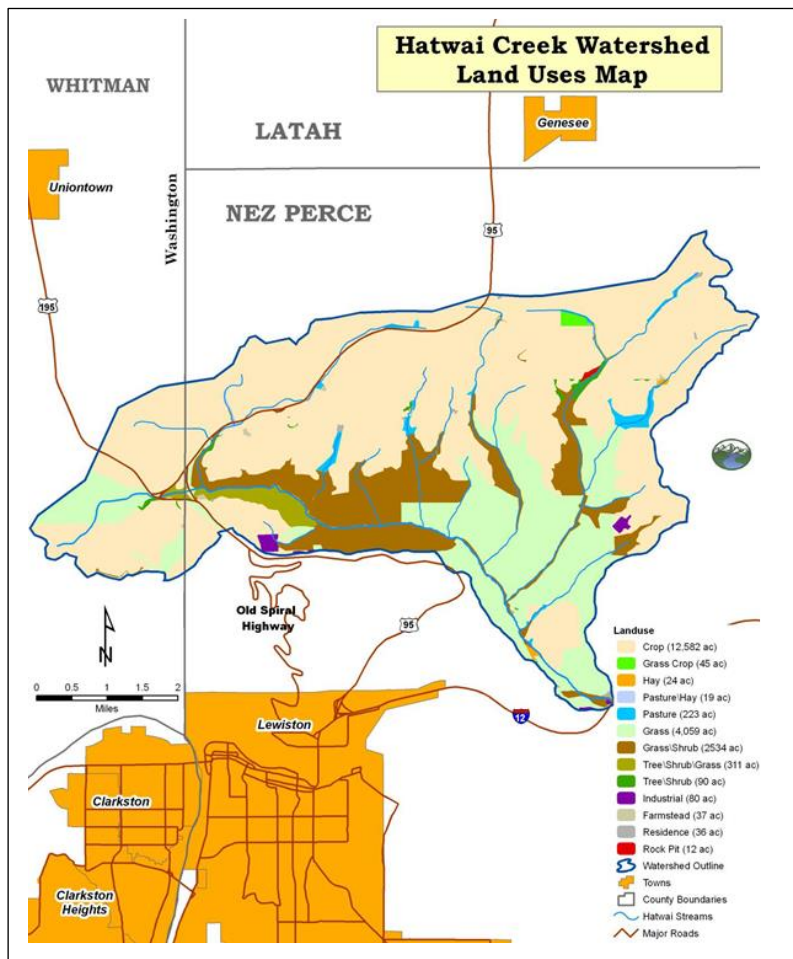 Hatwai Creek Watershed
Land Uses Map
WHITMAN
LATAH
Genesee
Uniontown
Washington
NEZ PERCE
95
195
Old Spiral
Highway
95
N
0 0.5 1 2
Miles
Lewiston
12
Clarkston
Clarkston
Heights
Landuse
Crop (12,582 ac)
Grass Crop (45 ac)
Hay (24 ac)
Pasture\Hay (19 ac)
Pasture (223 ac)
Grass (4,059 ac)
Grass\Shrub (2534 ac)
Tree\Shrub\Grass (311 ac)
Tree\Shrub (90 ac)
Industrial (80 ac)
Farmstead (37 ac)
Residence (36 ac)
Rock Pit (12 ac)
Watershed Outline
Towns
County Boundaries
Hatwai Streams
Major Roads